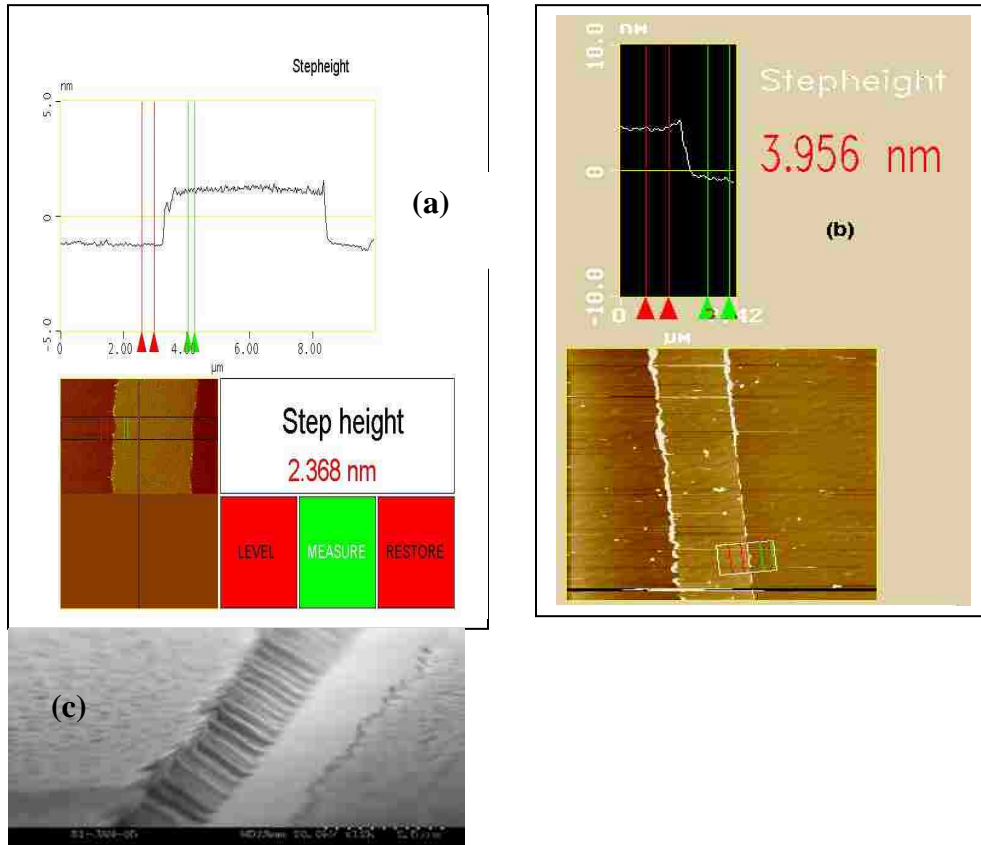 Stepheight
nm
5.0
0
-5.0
0 2.00 4.00 6.00 8.00
µm
(a)
Step height
2.368 nm
LEVEL MEASURE RESTORE
10.0 nM
0
-10.0
0
µM
Stepheight
3.956 nm
(b)
(c)